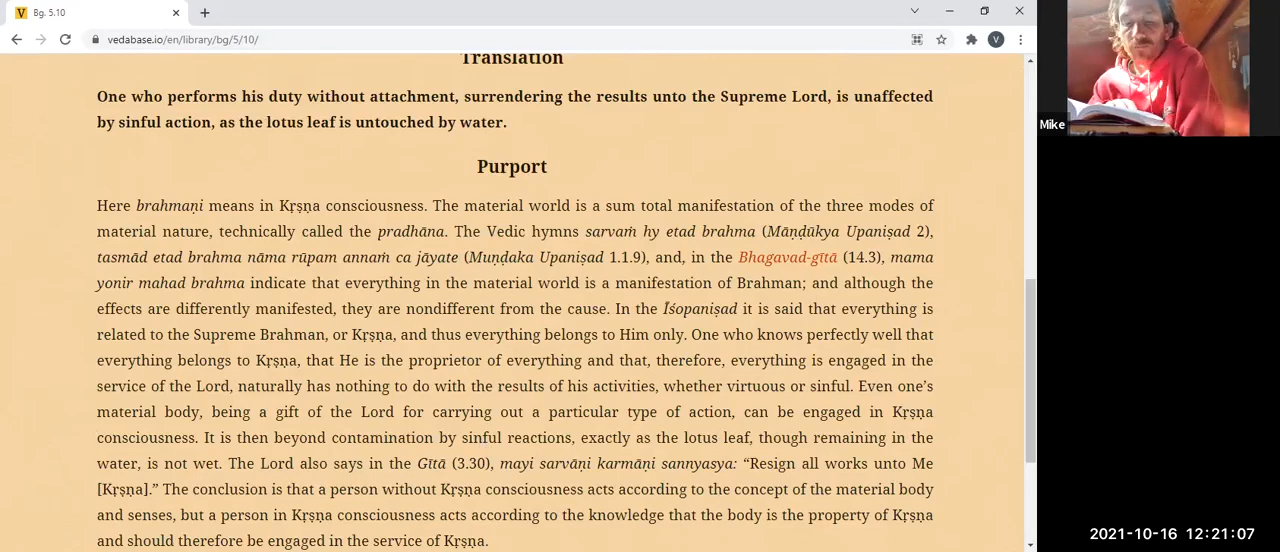 V Bg. 5.10
vedabase.io/en/library/bg/5/10/
V
Translation
One who performs his duty without attachment, surrendering the results unto the Supreme Lord, is unaffected
by sinful action, as the lotus leaf is untouched by water.
Purport
Here brahmaṇi means in Kṛṣṇa consciousness. The material world is a sum total manifestation of the three modes of
material nature, technically called the pradhāna. The Vedic hymns sarvaṁ hy etad brahma (Māṇḍūkya Upaniṣad 2),
tasmād etad brahma nāma rūpam annaṁ ca jāyate (Muṇḍaka Upaniṣad 1.1.9), and, in the Bhagavad-gītā (14.3), mama
yonir mahad brahma indicate that everything in the material world is a manifestation of Brahman; and although the
effects are differently manifested, they are nondifferent from the cause. In the Īśopaniṣad it is said that everything is
related to the Supreme Brahman, or Kṛṣṇa, and thus everything belongs to Him only. One who knows perfectly well that
everything belongs to Kṛṣṇa, that He is the proprietor of everything and that, therefore, everything is engaged in the
service of the Lord, naturally has nothing to do with the results of his activities, whether virtuous or sinful. Even one’s
material body, being a gift of the Lord for carrying out a particular type of action, can be engaged in Kṛṣṇa
consciousness. It is then beyond contamination by sinful reactions, exactly as the lotus leaf, though remaining in the
water, is not wet. The Lord also says in the Gītā (3.30), mayi sarvāṇi karmāṇi sannyasya: “Resign all works unto Me
[Kṛṣṇa].” The conclusion is that a person without Kṛṣṇa consciousness acts according to the concept of the material body
and senses, but a person in Kṛṣṇa consciousness acts according to the knowledge that the body is the property of Kṛṣṇa
and should therefore be engaged in the service of Kṛṣṇa.
Mike
2021-10-16 12:21:07